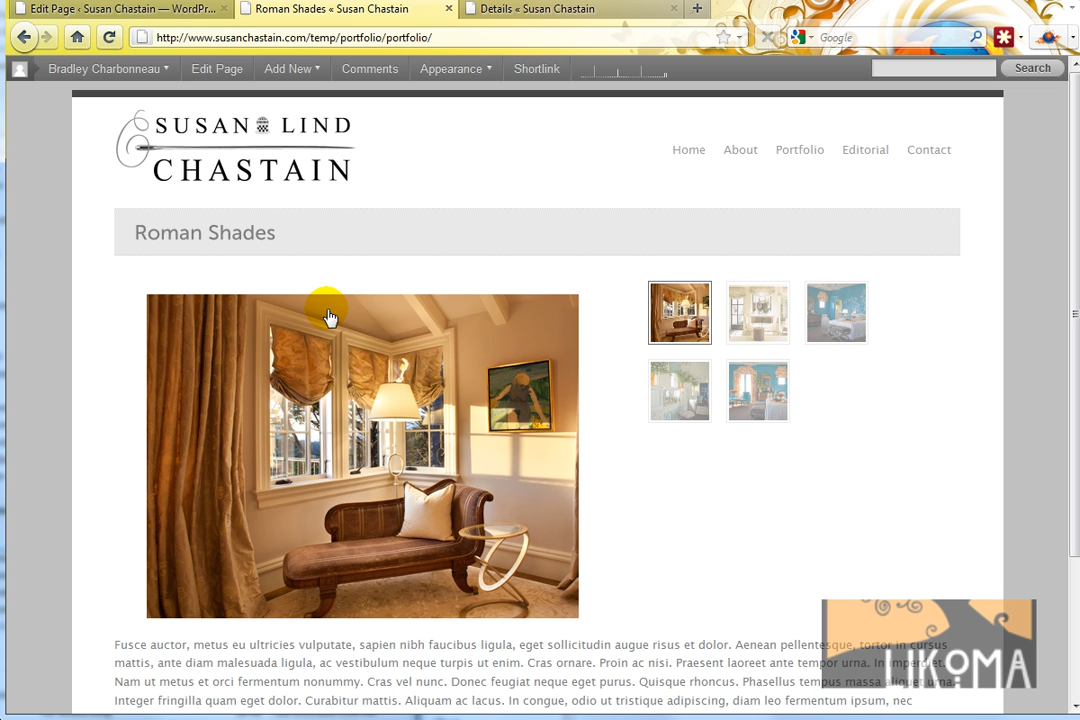 Edit Page ‹ Susan Chastain — WordPr...
Roman Shades « Susan Chastain
Details « Susan Chastain
http://www.susanchastain.com/temp/portfolio/portfolio/
Google
Bradley Charbonneau
Edit Page
Add New
Comments
Appearance
Shortlink
Search
SUSAN LIND
CHASTAIN
Home
About
Portfolio
Editorial
Contact
Roman Shades
Fusce auctor, metus eu ultricies vulputate, sapien nibh faucibus ligula, eget sollicitudin augue risus et dolor. Aenean pellentesque, tortor in cursus
mattis, ante diam malesuada ligula, ac vestibulum neque turpis ut enim. Cras ornare. Proin ac nisi. Praesent laoreet ante tempor urna. In imperdiet.
Nam ut metus et orci fermentum nonummy. Cras vel nunc. Donec feugiat neque eget purus. Quisque rhoncus. Phasellus tempus massa aliquet urna.
Integer fringilla quam eget dolor. Curabitur mattis. Aliquam ac lacus. In congue, odio ut tristique adipiscing, diam leo fermentum ipsum, nec
TIKOMA